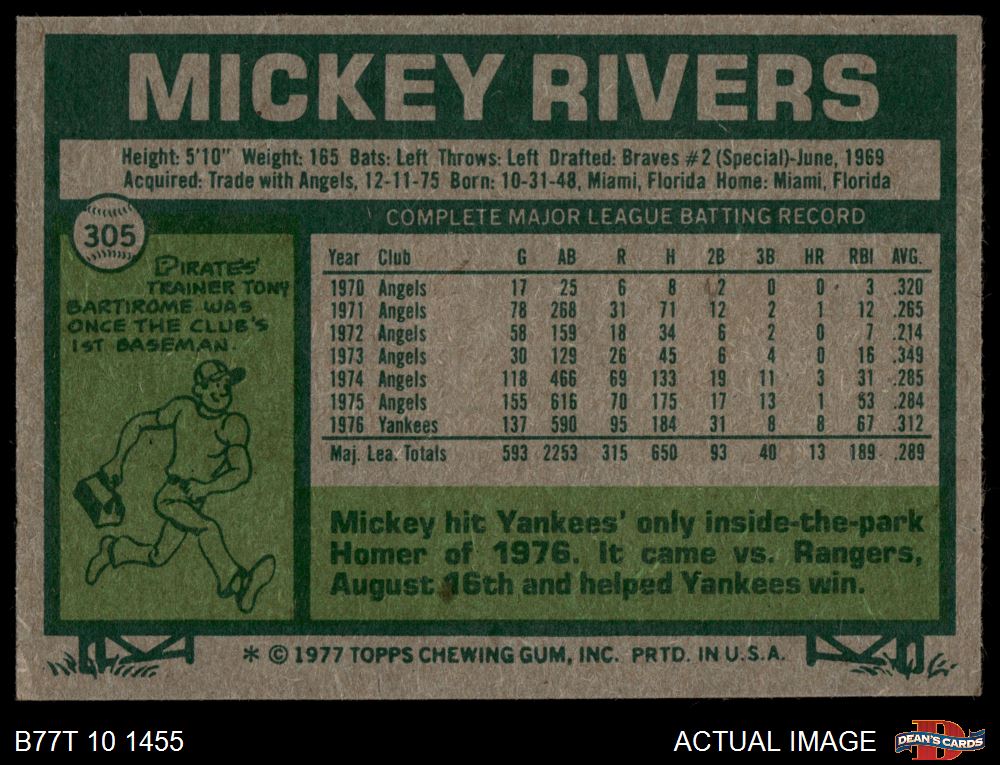 MICKEY RIVERS
Height: 5'10" Weight: 165 Bats: Left Throws: Left Drafted: Braves #2 (Special)-June, 1969
Acquired: Trade with Angels, 12-11-75 Born: 10-31-48, Miami, Florida Home: Miami, Florida
305
PIRATES'
TRAINER TONY
BARTIROME WAS
ONCE THE CLUB'S
1ST BASEMAN.
COMPLETE MAJOR LEAGUE BATTING RECORD
Year Club G AB R H 2B 3B HR RBI AVG.
1970 Angels 17 25 6 8 2 0 0 3 .320
1971 Angels 78 268 31 71 12 2 1 12 .265
1972 Angels 58 159 18 34 6 2 0 7 .214
1973 Angels 30 129 26 45 6 4 0 16 .349
1974 Angels 118 466 69 133 19 11 3 31 .285
1975 Angels 155 616 70 175 17 13 1 53 .284
1976 Yankees 137 590 95 184 31 8 8 67 .312
Maj. Lea. Totals 593 2253 315 650 93 40 13 189 .289
Mickey hit Yankees' only inside-the-park
Homer of 1976. It came vs. Rangers,
August 16th and helped Yankees win.
* © 1977 TOPPS CHEWING GUM, INC. PRTD. IN U.S.A.
B77T 10 1455
ACTUAL IMAGE
DEAN'S CARDS